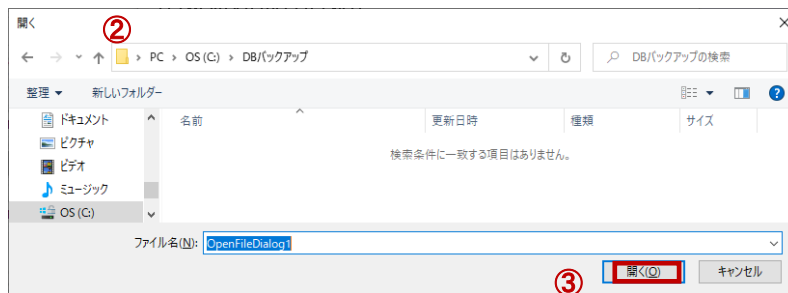 開く
②
PC › OS (C:) › DBバックアップ
DBバックアップの検索
整理
新しいフォルダー
ドキュメント
ピクチャ
ビデオ
ミュージック
OS (C:)
名前
更新日時
種類
サイズ
検索条件に一致する項目はありません。
ファイル名(N):
OpenFileDialog1
③
開く(O)
キャンセル